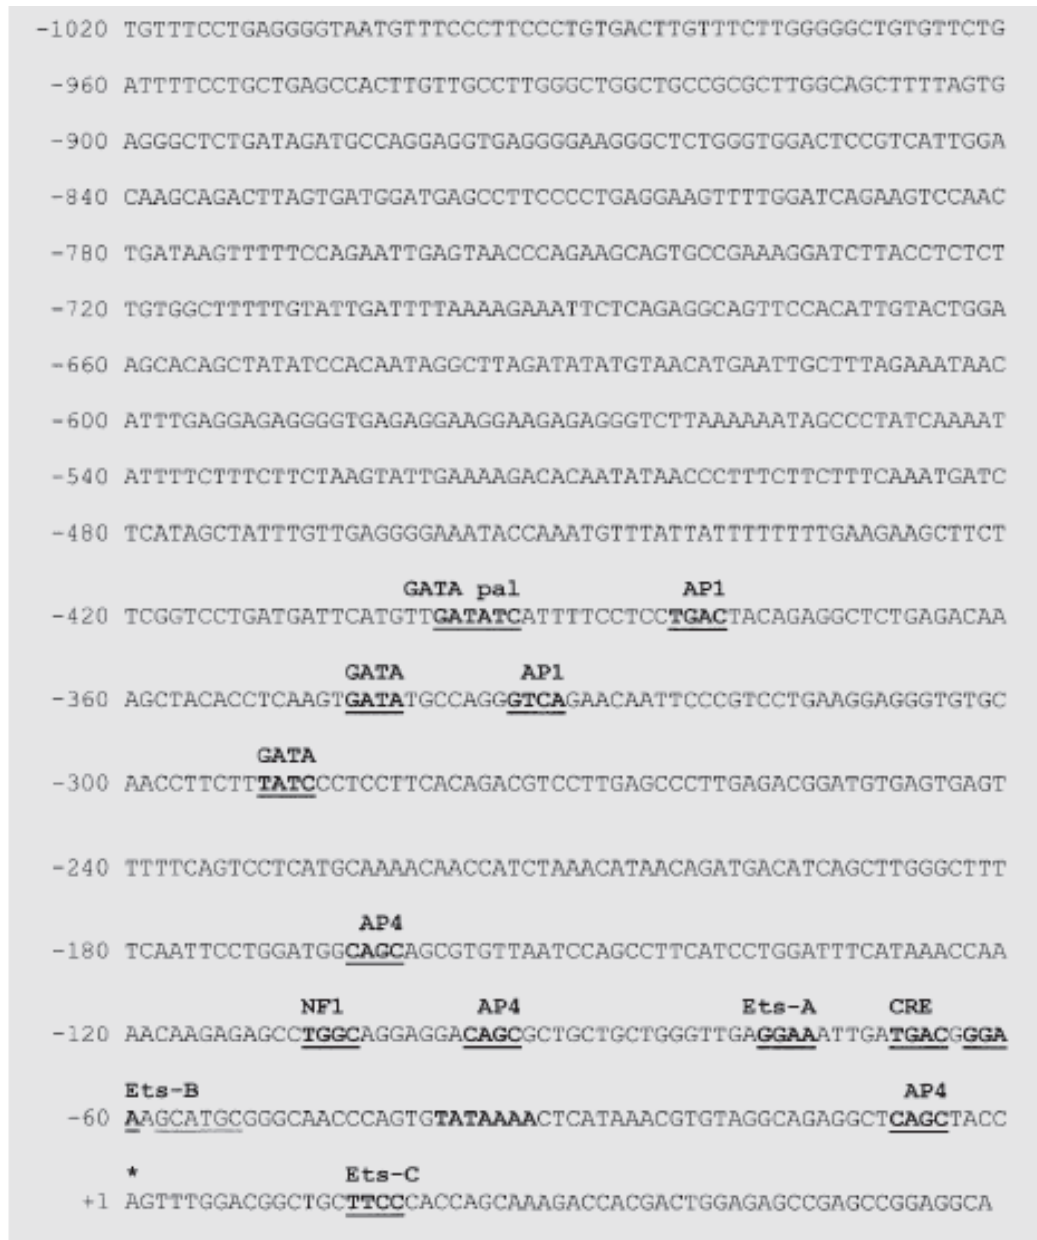 -1020 TGTTTCCTGAGGGGTAATGTTTCCCTTCCCTGTGACTTGTTTCTTGGGGGCTGTGTTCTG
-960 ATTTTCCTGCTGAGCCACTTGTTGCCTTGGGCTGGCTGCCGCGCTTGGCAGCTTTTAGTG
-900 AGGGCTCTGATAGATGCCAGGAGGTGAGGGGAAGGGCTCTGGGTGGACTCCGTCATTGGA
-840 CAAGCAGACTTAGTGATGGATGAGCCTTCCCCTGAGGAAGTTTTGGATCAGAAGTCCAAC
-780 TGATAAGTTTTTCCAGAATTGAGTAACCCAGAAGCAGTGCCGAAAGGATCTTACCTCTCT
-720 TGTGGCTTTTTGTATTGATTTTAAAAGAAATTCTCAGAGGCAGTTCCACATTGTACTGGA
-660 AGCACAGCTATATCCACAATAGGCTTAGATATATGTAACATGAATTGCTTTAGAAATAAC
-600 ATTTGAGGAGAGGGGTGAGAGGAAGGAAGAGAGGGTCTTAAAAAATAGCCCTATCAAAAT
-540 ATTTTCTTTCTTCTAAGTATTGAAAAGACACAATATAACCCTTTCTTCTTTCAAATGATC
-480 TCATAGCTATTTGTTGAGGGGAAATACCAAATGTTTATTATTTTTTTTGAAGAAGCTTCT
GATA pal AP1
-420 TCGGTCCTGATGATTCATGTTGATATCATTTTCCTCCTGACTACAGAGGCTCTGAGACAA
GATA AP1
-360 AGCTACACCTCAAGTGATATGCCAGGGTCAGAACAATTCCCGTCCTGAAGGAGGGTGTGC
GATA
-300 AACCTTCTTTATCCCTCCTTCACAGACGTCCTTGAGCCCTTGAGACGGATGTGAGTGAGT
-240 TTTTCAGTCCTCATGCAAAACAACCATCTAAACATAACAGATGACATCAGCTTGGGCTTT
AP4
-180 TCAATTCCTGGATGGCAGCAGCGTGTTAATCCAGCCTTCATCCTGGATTTCATAAACCAA
NF1 AP4 Ets-A CRE
-120 AACAAGAGAGCCTGGCAGGAGGACAGCGCTGCTGCTGGGTTGAGGAAATTGATGACGGGA
Ets-B AP4
-60 AAGCATGCGGGCAACCCAGTGTATAAAACTCATAAACGTGTAGGCAGAGGCTCAGCTACC
* Ets-C
+1 AGTTTGGACGGCTGCTTCCCACCAGCAAAGACCACGACTGGAGAGCCGAGCCGGAGGCA